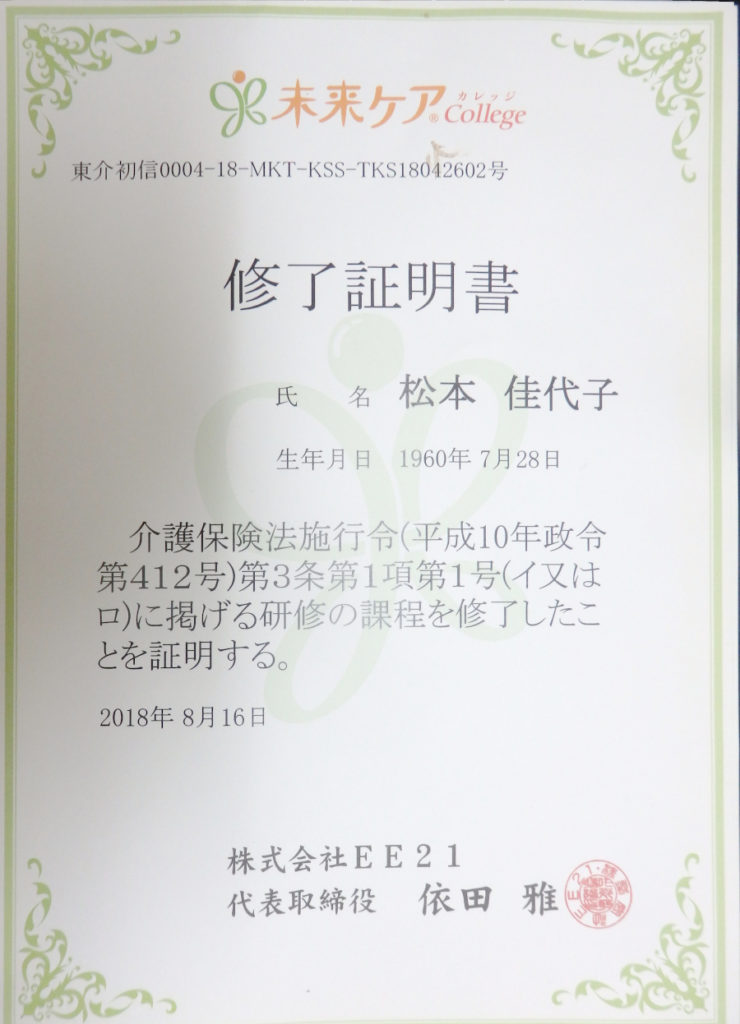 未来ケア®カレッジCollege
東介初信0004-18-MKT-KSS-TKS18042602号
修了証明書
氏 名 松本 佳代子
生年月日 1960年 7月28日
介護保険法施行令(平成10年政令
第412号)第3条第1項第1号(イ又は
ロ)に掲げる研修の課程を修了したこ
とを証明する。
2018年 8月16日
株式会社EE21
代表取締役 依田 雅